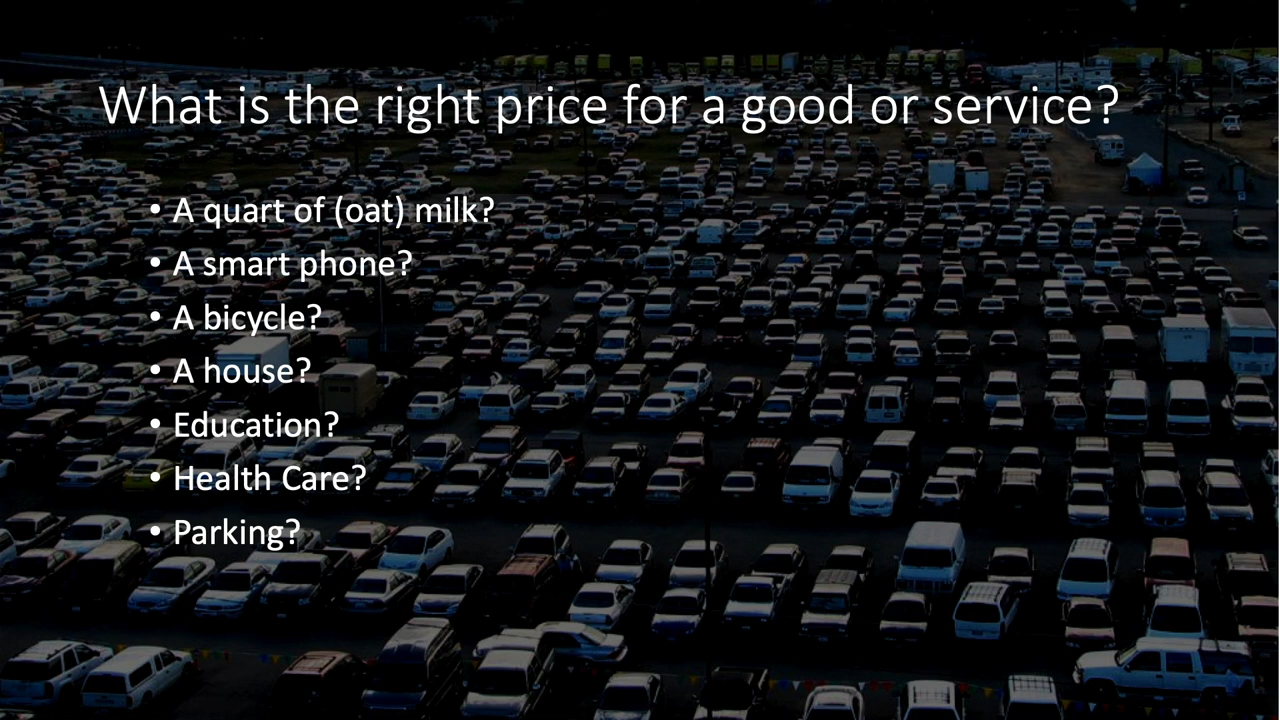 What is the right price for a good or service?
• A quart of (oat) milk?
• A smart phone?
• A bicycle?
• A house?
• Education?
• Health Care?
• Parking?